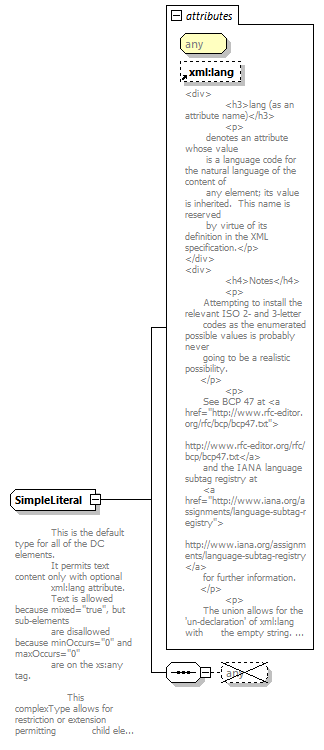 attributes
any
xml:lang
<div>
<h3>lang (as an
attribute name)</h3>
<p>
denotes an attribute
whose value
is a language code for
the natural language of the
content of
any element; its value
is inherited.  This name is
reserved
by virtue of its
definition in the XML
specification.</p>
</div>
<div>
<h4>Notes</h4>
<p>
Attempting to install the
relevant ISO 2- and 3-letter
codes as the enumerated
possible values is probably
never
going to be a realistic
possibility.
</p>
<p>
See BCP 47 at <a
href="http://www.rfc-editor.
org/rfc/bcp/bcp47.txt">
http://www.rfc-editor.org/rfc/
bcp/bcp47.txt</a>
and the IANA language
subtag registry at
<a
href="http://www.iana.org/a
ssignments/language-subtag-r
egistry">
http://www.iana.org/assignm
ents/language-subtag-registry
</a>
for further information.
</p>
<p>
The union allows for the
'un-declaration' of xml:lang
with the empty string. ...
SimpleLiteral
This is the default
type for all of the DC
elements.
It permits text
content only with optional
xml:lang attribute.
Text is allowed
because mixed="true", but
sub-elements
are disallowed
because minOccurs="0" and
maxOccurs="0"
are on the xs:any
tag.
This
complexType allows for
restriction or extension
permitting child ele...
any